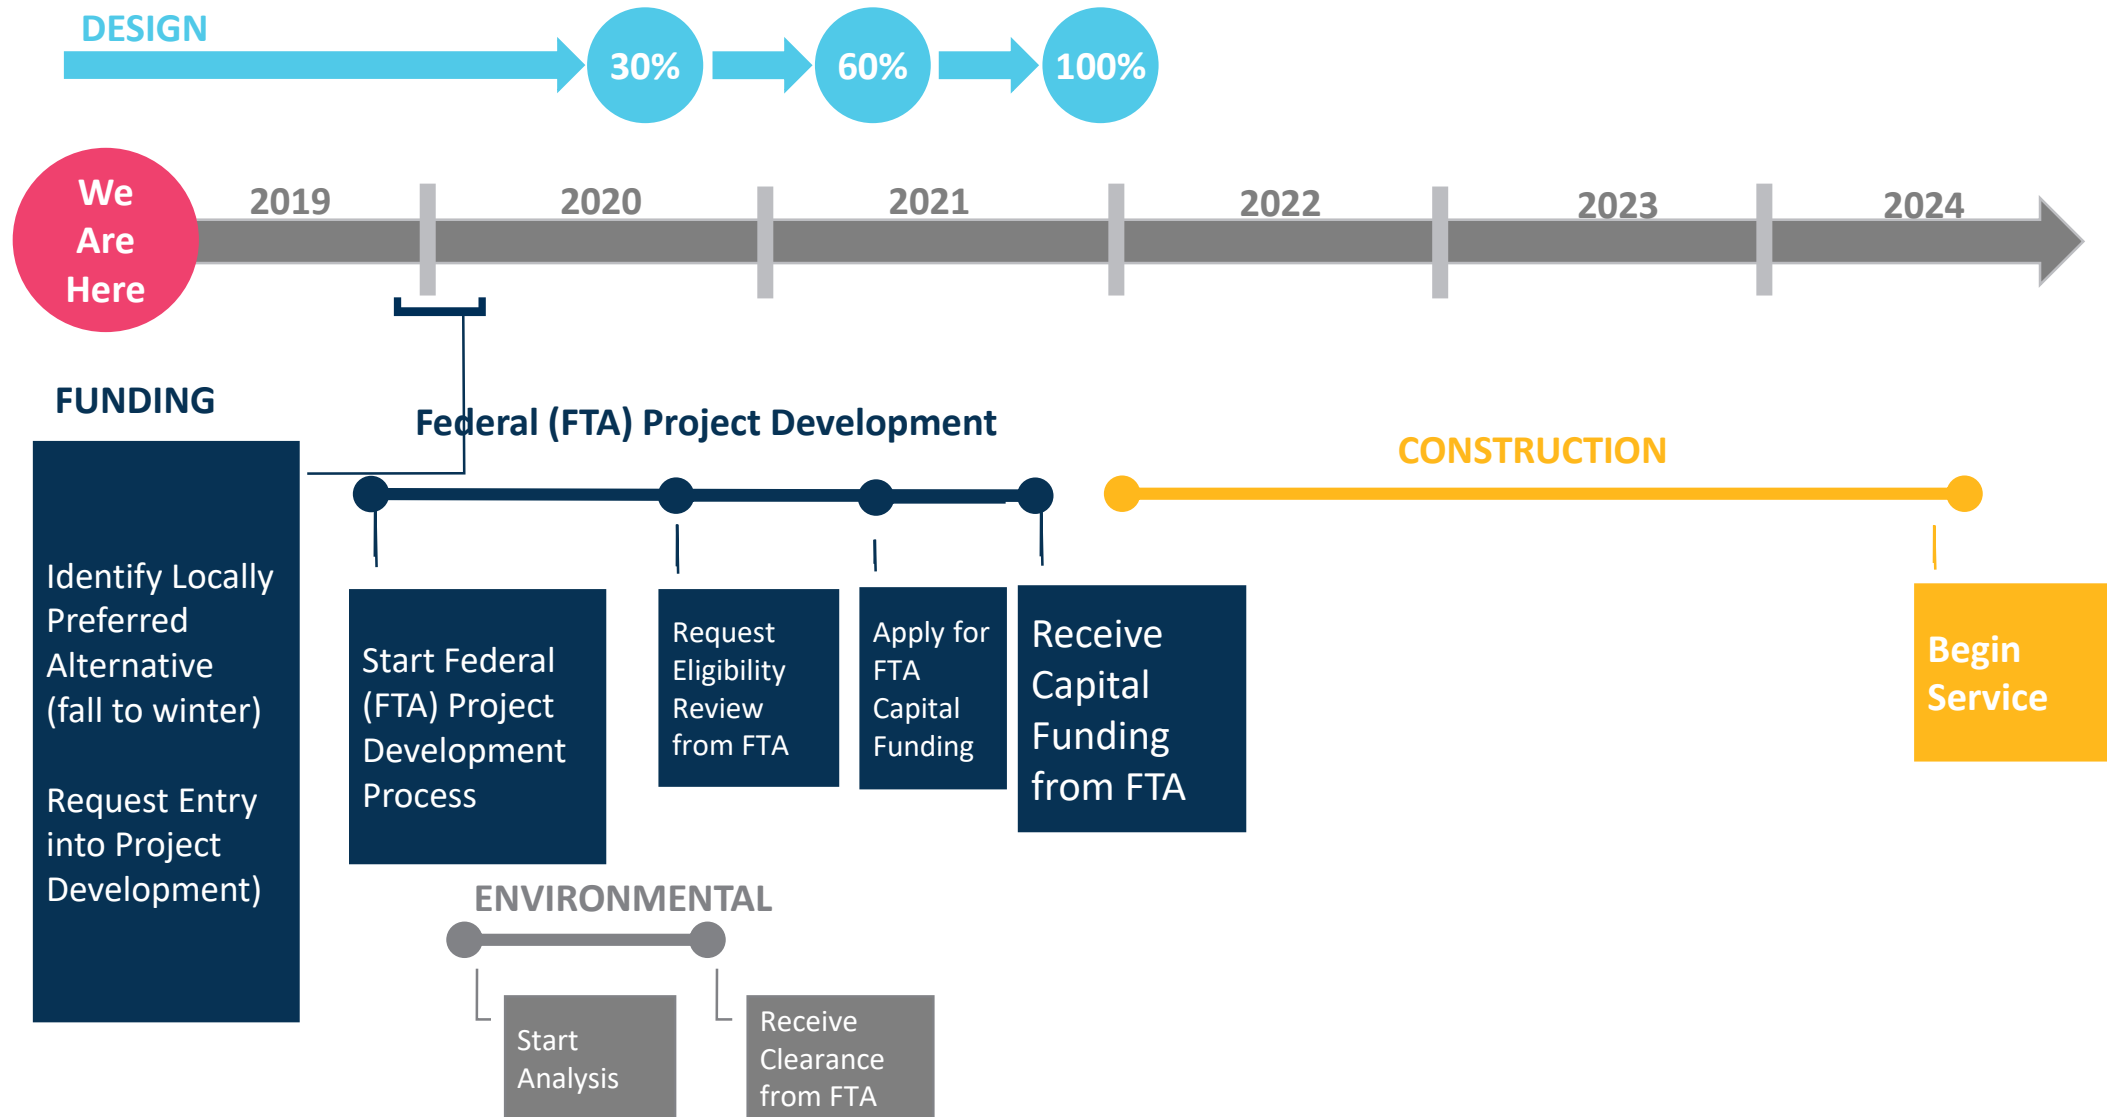 DESIGN
30%
60%
100%
We
Are
Here
2019
2020
2021
2022
2023
2024
FUNDING
Identify Locally
Preferred
Alternative
(fall to winter)
Request Entry
into Project
Development)
Federal (FTA) Project Development
Start Federal
(FTA) Project
Development
Process
Request
Eligibility
Review
from FTA
Apply for
FTA
Capital
Funding
Receive
Capital
Funding
from FTA
CONSTRUCTION
Begin
Service
ENVIRONMENTAL
Start
Analysis
Receive
Clearance
from FTA